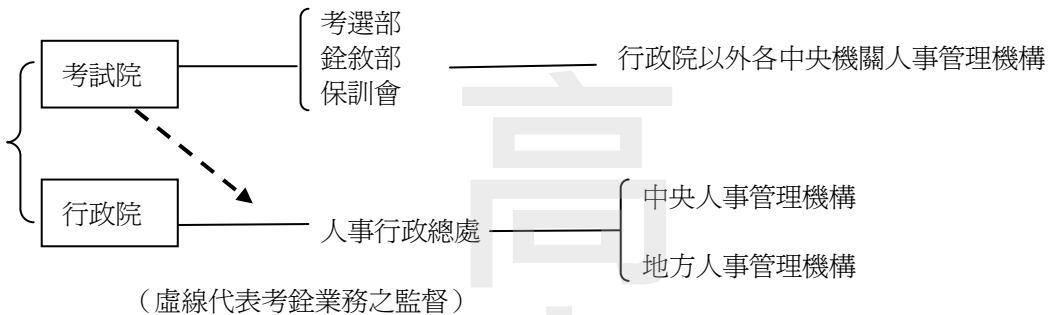 考試院
考選部
銓敘部
保訓會
行政院以外各中央機關人事管理機構
行政院
人事行政總處
中央人事管理機構
地方人事管理機構
（虛線代表考銓業務之監督）
高